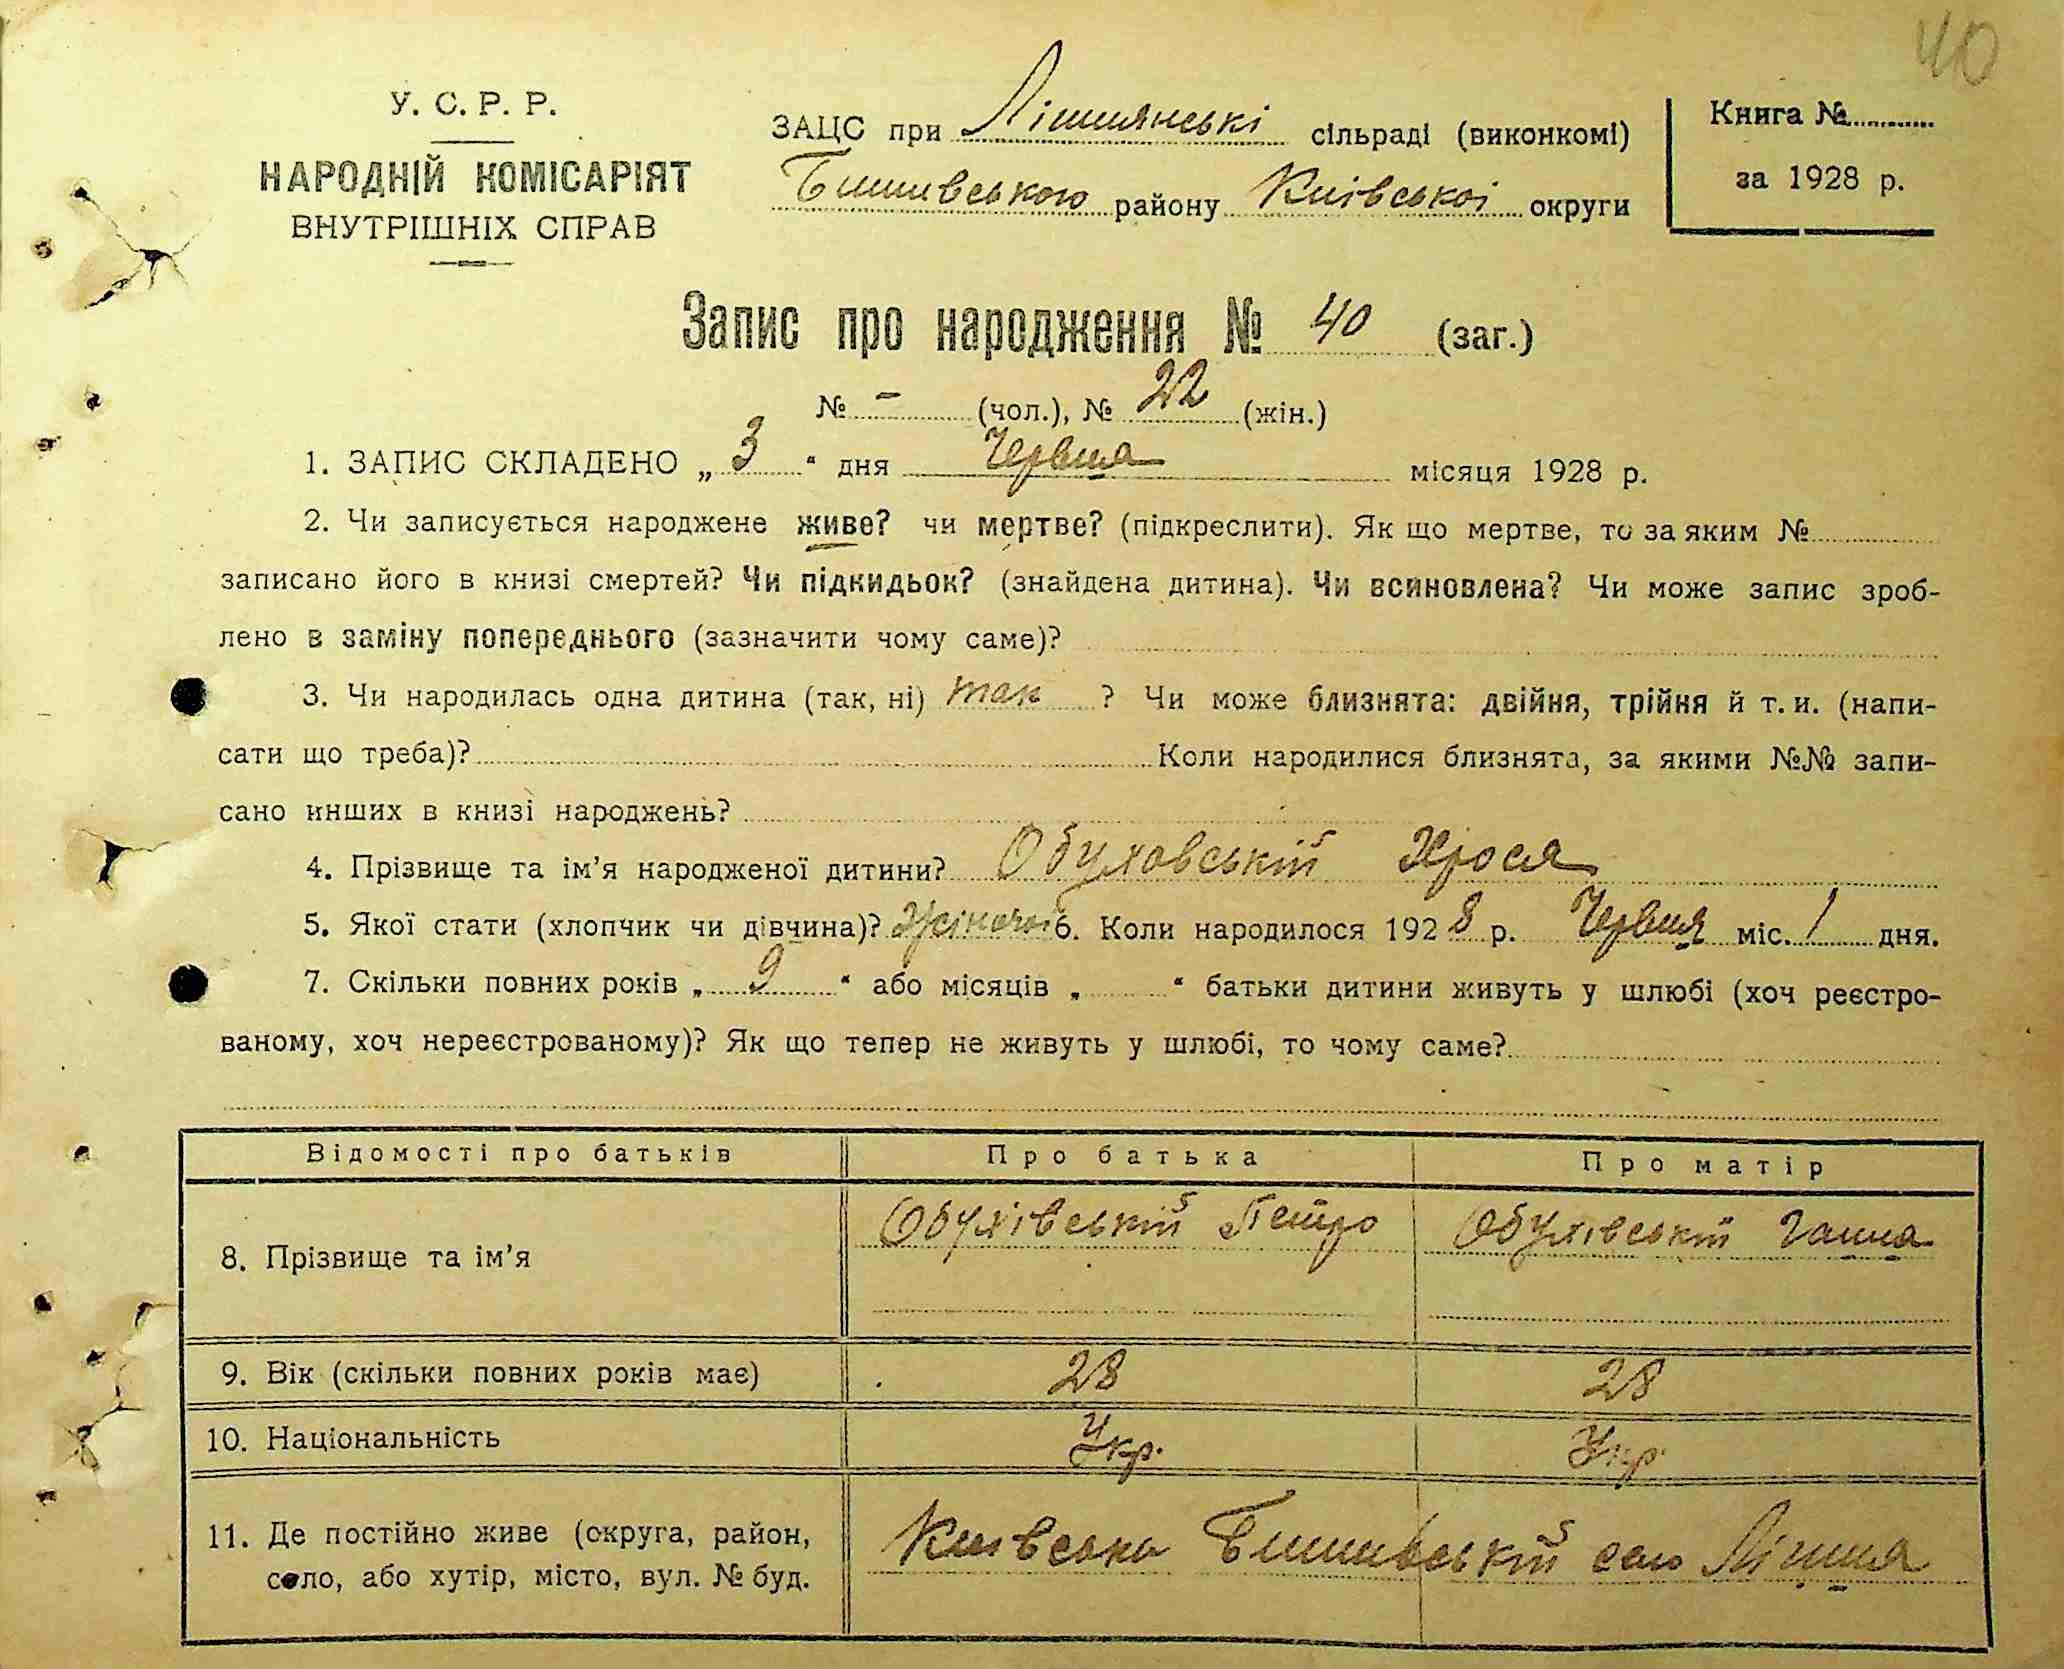 40
У. С. Р. Р.
НАРОДНІЙ КОМІСАРІЯТ
ВНУТРІШНІХ СПРАВ
ЗАЦС при Лішнянські сільраді (виконкомі)
Бишивського району Київської округи
Книга №
за 1928 р.
Запис про народження № 40 (заг.)
№ - (чол.), № 22 (жін.)
1. ЗАПИС СКЛАДЕНО „ 3 “ дня Червня місяця 1928 р.
2. Чи записується народжене живе? чи мертве? (підкреслити). Як що мертве, то за яким №
записано його в книзі смертей? Чи підкидьок? (знайдена дитина). Чи всиновлена? Чи може запис зроб-
лено в заміну попереднього (зазначити чому саме)?
3. Чи народилась одна дитина (так, ні) так ? Чи може близнята: двійня, трійня й т. и. (напи-
сати що треба)? Коли народилися близнята, за якими №№ запи-
сано инших в книзі народжень?
4. Прізвище та ім’я народженої дитини? Обуховській Хрося
5. Якої стати (хлопчик чи дівчина)? Жіночоі 6. Коли народилося 1928 р. Червня міс. 1 дня.
7. Скільки повних років „ 9 “ або місяців „ “ батьки дитини живуть у шлюбі (хоч реєстро-
ваному, хоч нереєстрованому)? Як що тепер не живуть у шлюбі, то чому саме?
Відомості про батьків Про батька Про матір
8. Прізвище та ім’я Обухівській Петро Обухівській Ганна
9. Вік (скільки повних років має) 28 28
10. Національність Укр. Укр.
11. Де постійно живе (округа, район,
село, або хутір, місто, вул. № буд.
Київська Бишивській село Лішня